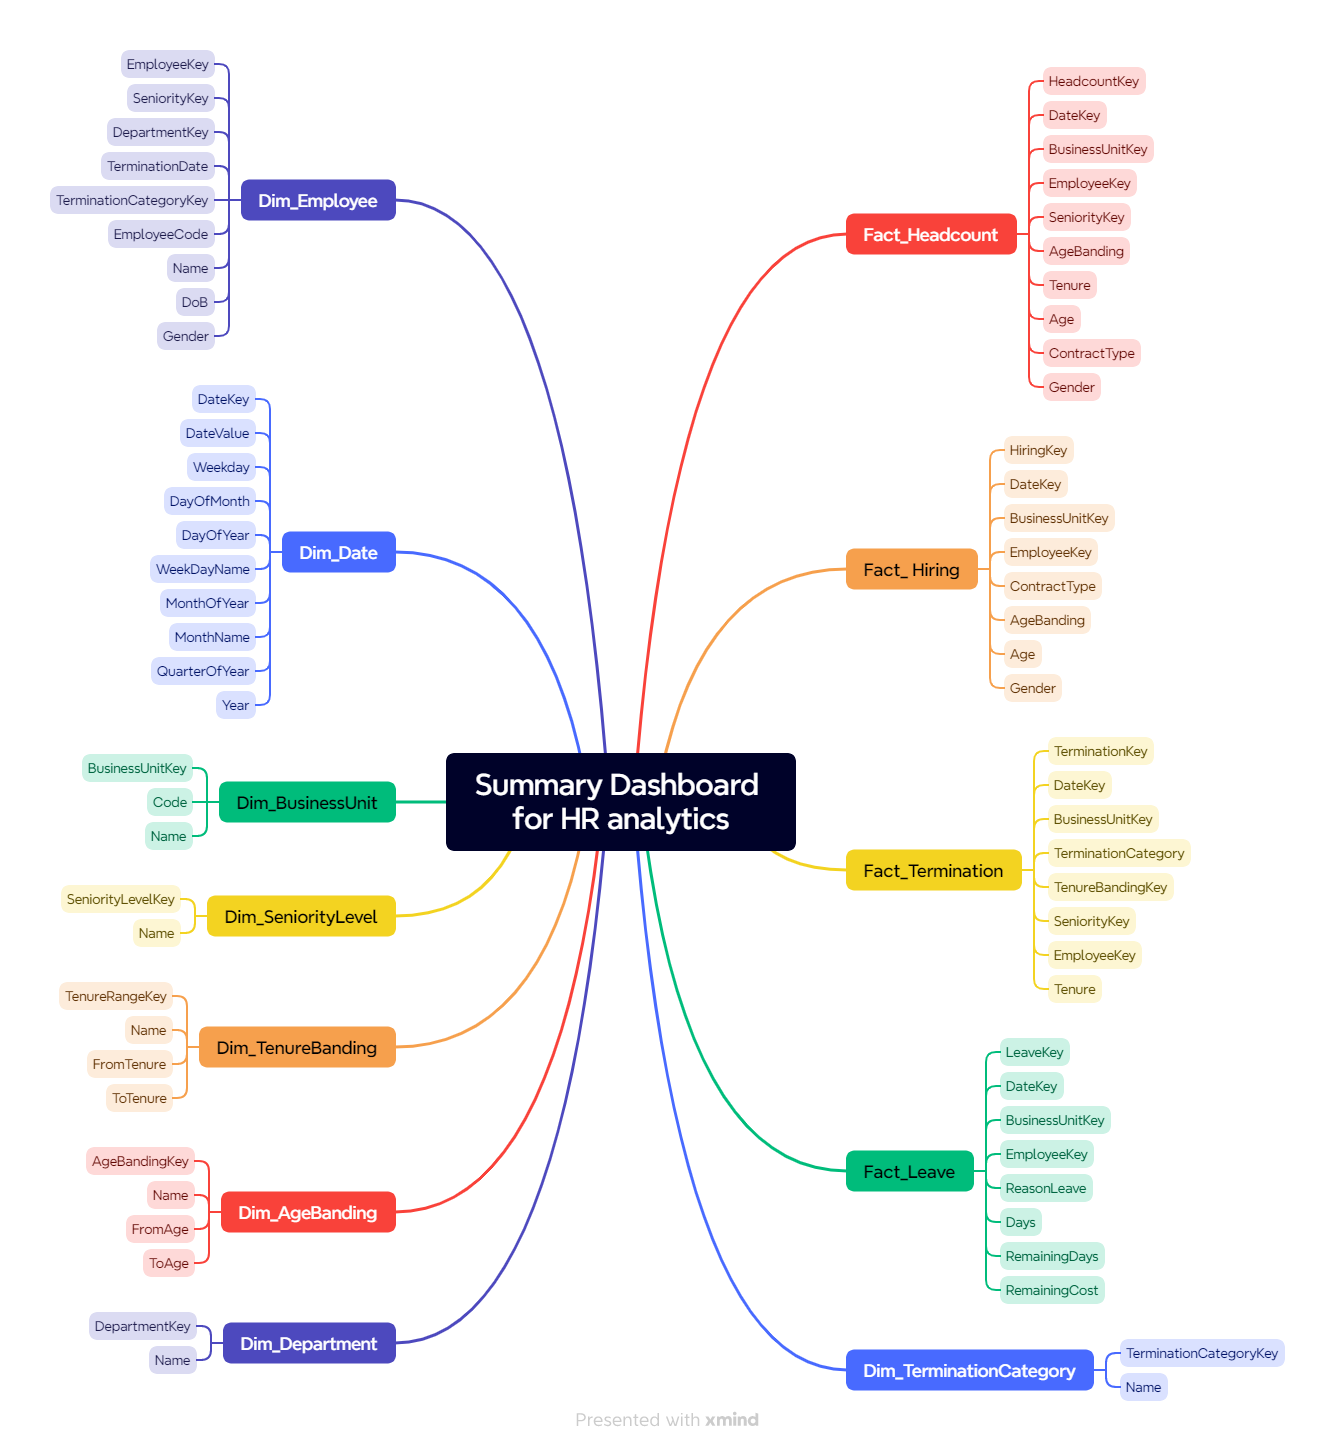 Summary Dashboard
for HR analytics
Fact_Headcount
HeadcountKey
DateKey
BusinessUnitKey
EmployeeKey
SeniorityKey
AgeBanding
Tenure
Age
ContractType
Gender
Fact_ Hiring
HiringKey
DateKey
BusinessUnitKey
EmployeeKey
ContractType
AgeBanding
Age
Gender
Fact_Termination
TerminationKey
DateKey
BusinessUnitKey
TerminationCategory
TenureBandingKey
SeniorityKey
EmployeeKey
Tenure
Fact_Leave
LeaveKey
DateKey
BusinessUnitKey
EmployeeKey
ReasonLeave
Days
RemainingDays
RemainingCost
Dim_TerminationCategory
TerminationCategoryKey
Name
Dim_Employee
EmployeeKey
SeniorityKey
DepartmentKey
TerminationDate
TerminationCategoryKey
EmployeeCode
Name
DoB
Gender
Dim_Date
DateKey
DateValue
Weekday
DayOfMonth
DayOfYear
WeekDayName
MonthOfYear
MonthName
QuarterOfYear
Year
Dim_BusinessUnit
BusinessUnitKey
Code
Name
Dim_SeniorityLevel
SeniorityLevelKey
Name
Dim_TenureBanding
TenureRangeKey
Name
FromTenure
ToTenure
Dim_AgeBanding
AgeBandingKey
Name
FromAge
ToAge
Dim_Department
DepartmentKey
Name
Presented with xmind